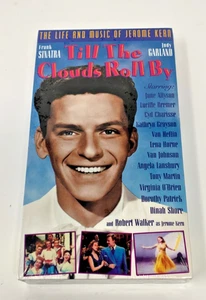 THE LIFE AND MUSIC OF JEROME KERN
Frank SINATRA
Judy GARLAND
Till The
Clouds Roll By
Starring:
June Allyson
Lucille Bremer
Cyd Charisse
Kathryn Grayson
Van Heflin
Lena Horne
Van Johnson
Angela Lansbury
Tony Martin
Virginia O'Brien
Dorothy Patrick
Dinah Shore
and Robert Walker as Jerome Kern